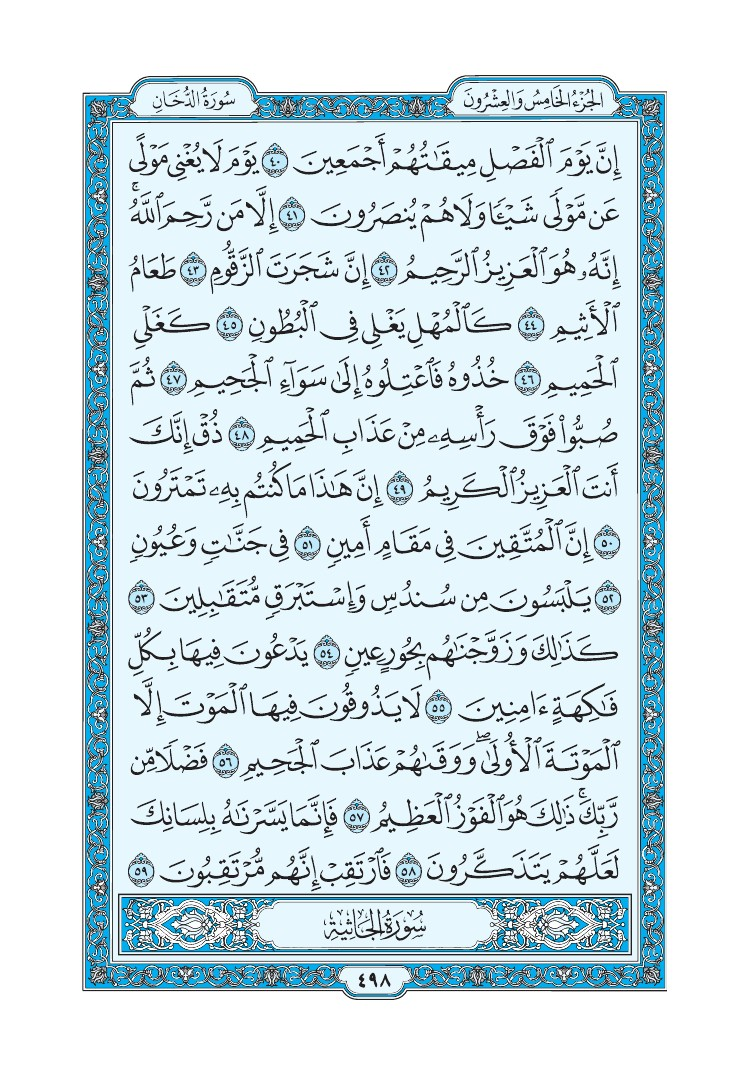 الجزء الخامس والعشرون
سورة الدخان
إِنَّ يَوْمَ ٱلْفَصْلِ مِيقَٰتُهُمْ أَجْمَعِينَ ٤٠ يَوْمَ لَا يُغْنِى مَوْلًى
عَن مَّوْلًى شَيْـًٔا وَلَا هُمْ يُنصَرُونَ ٤١ إِلَّا مَن رَّحِمَ ٱللَّهُۚ
إِنَّهُۥ هُوَ ٱلْعَزِيزُ ٱلرَّحِيمُ ٤٢ إِنَّ شَجَرَتَ ٱلزَّقُّومِ ٤٣ طَعَامُ
ٱلْأَثِيمِ ٤٤ كَٱلْمُهْلِ يَغْلِى فِى ٱلْبُطُونِ ٤٥ كَغَلْىِ
ٱلْحَمِيمِ ٤٦ خُذُوهُ فَٱعْتِلُوهُ إِلَىٰ سَوَآءِ ٱلْجَحِيمِ ٤٧ ثُمَّ
صُبُّوا۟ فَوْقَ رَأْسِهِۦ مِنْ عَذَابِ ٱلْحَمِيمِ ٤٨ ذُقْ إِنَّكَ
أَنتَ ٱلْعَزِيزُ ٱلْكَرِيمُ ٤٩ إِنَّ هَٰذَا مَا كُنتُم بِهِۦ تَمْتَرُونَ
٥٠ إِنَّ ٱلْمُتَّقِينَ فِى مَقَامٍ أَمِينٍ ٥١ فِى جَنَّٰتٍ وَعُيُونٍ
٥٢ يَلْبَسُونَ مِن سُندُسٍ وَإِسْتَبْرَقٍ مُّتَقَٰبِلِينَ ٥٣
كَذَٰلِكَ وَزَوَّجْنَٰهُم بِحُورٍ عِينٍ ٥٤ يَدْعُونَ فِيهَا بِكُلِّ
فَٰكِهَةٍ ءَامِنِينَ ٥٥ لَا يَذُوقُونَ فِيهَا ٱلْمَوْتَ إِلَّا
ٱلْمَوْتَةَ ٱلْأُولَىٰۖ وَوَقَىٰهُمْ عَذَابَ ٱلْجَحِيمِ ٥٦ فَضْلًا مِّن
رَّبِّكَۚ ذَٰلِكَ هُوَ ٱلْفَوْزُ ٱلْعَظِيمُ ٥٧ فَإِنَّمَا يَسَّرْنَٰهُ بِلِسَانِكَ
لَعَلَّهُمْ يَتَذَكَّرُونَ ٥٨ فَٱرْتَقِبْ إِنَّهُم مُّرْتَقِبُونَ ٥٩
سُورَةُ الجَاثِيَةِ
٤٩٨